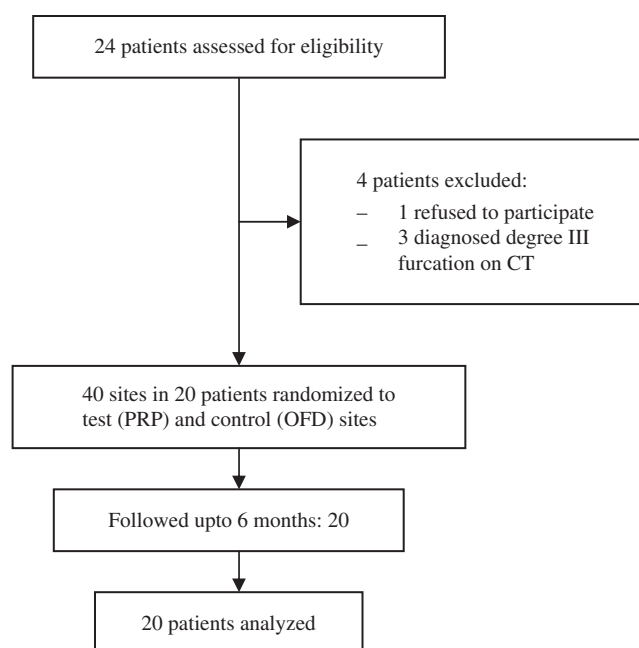 24 patients assessed for eligibility
4 patients excluded:
– 1 refused to participate
– 3 diagnosed degree III
furcation on CT
40 sites in 20 patients randomized to
test (PRP) and control (OFD) sites
Followed upto 6 months: 20
20 patients analyzed